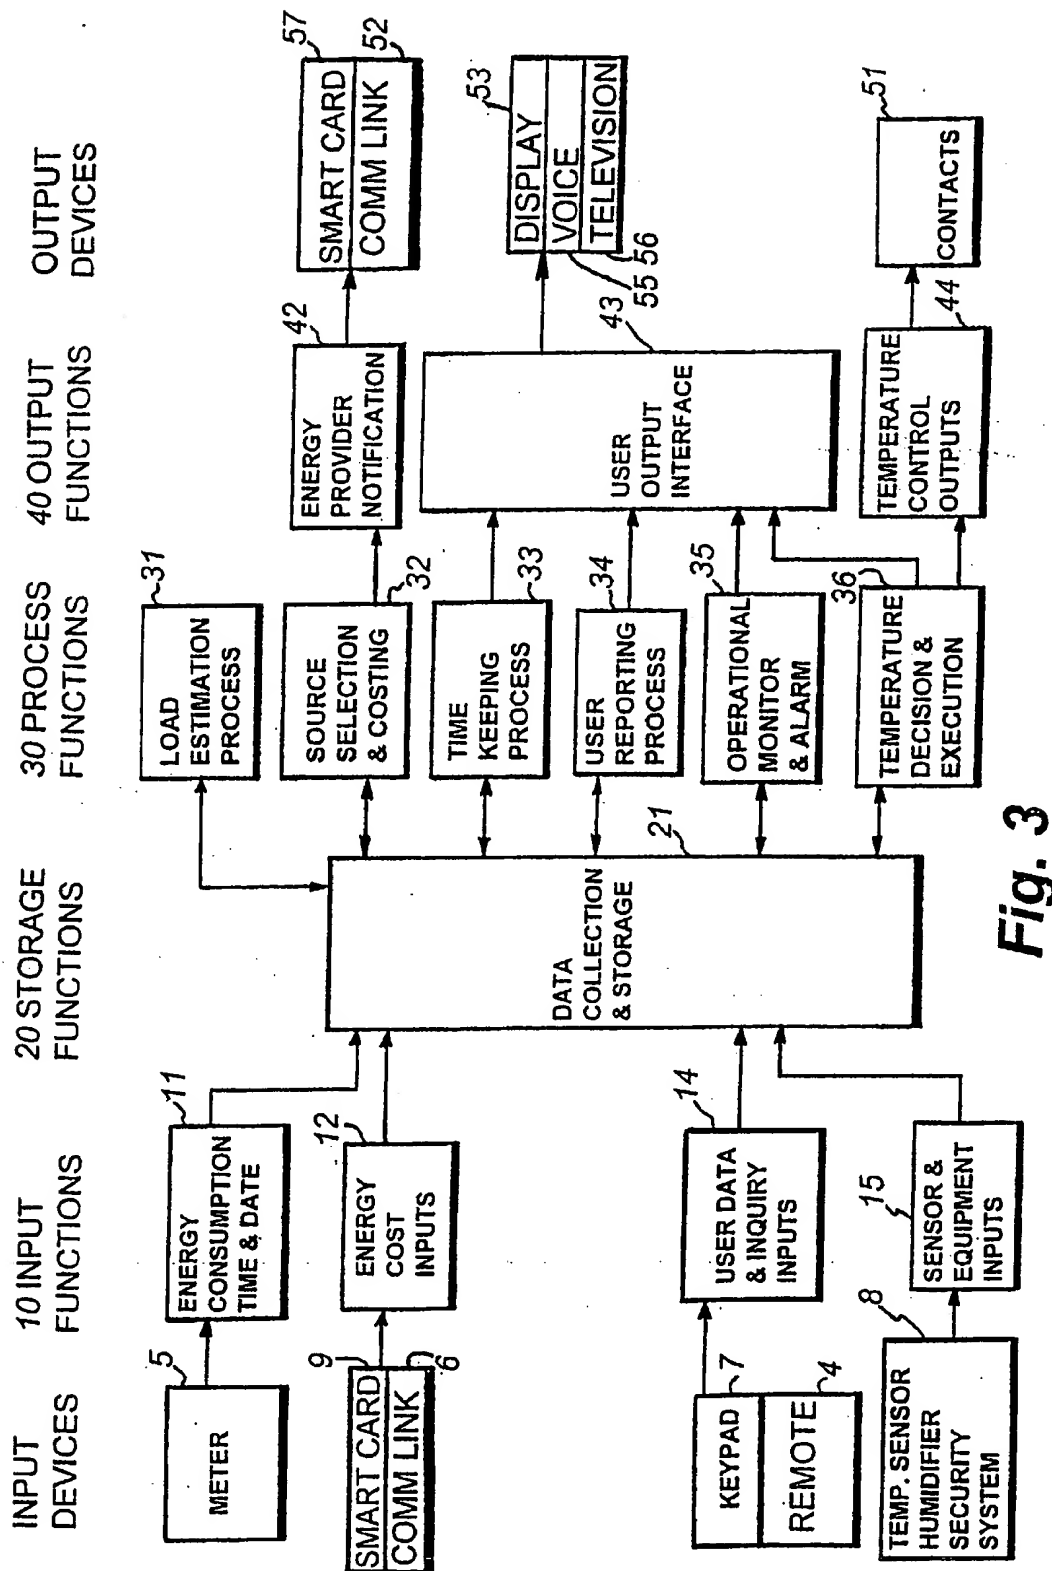 INPUT
DEVICES
10 INPUT
FUNCTIONS
20 STORAGE
FUNCTIONS
30 PROCESS
FUNCTIONS
40 OUTPUT
FUNCTIONS
OUTPUT
DEVICES
5
METER
9
SMART CARD
COMM LINK
6
KEYPAD
7
REMOTE
4
8
TEMP. SENSOR
HUMIDIFIER
SECURITY
SYSTEM
11
ENERGY
CONSUMPTION
TIME & DATE
12
ENERGY
COST
INPUTS
14
USER DATA
& INQUIRY
INPUTS
15
SENSOR &
EQUIPMENT
INPUTS
21
DATA
COLLECTION
& STORAGE
31
LOAD
ESTIMATION
PROCESS
32
SOURCE
SELECTION
& COSTING
33
TIME
KEEPING
PROCESS
34
USER
REPORTING
PROCESS
35
OPERATIONAL
MONITOR
& ALARM
36
TEMPERATURE
DECISION &
EXECUTION
42
ENERGY
PROVIDER
NOTIFICATION
43
USER
OUTPUT
INTERFACE
44
TEMPERATURE
CONTROL
OUTPUTS
57
SMART CARD
COMM LINK
52
53
DISPLAY
VOICE
TELEVISION
55
56
51
CONTACTS
Fig. 3